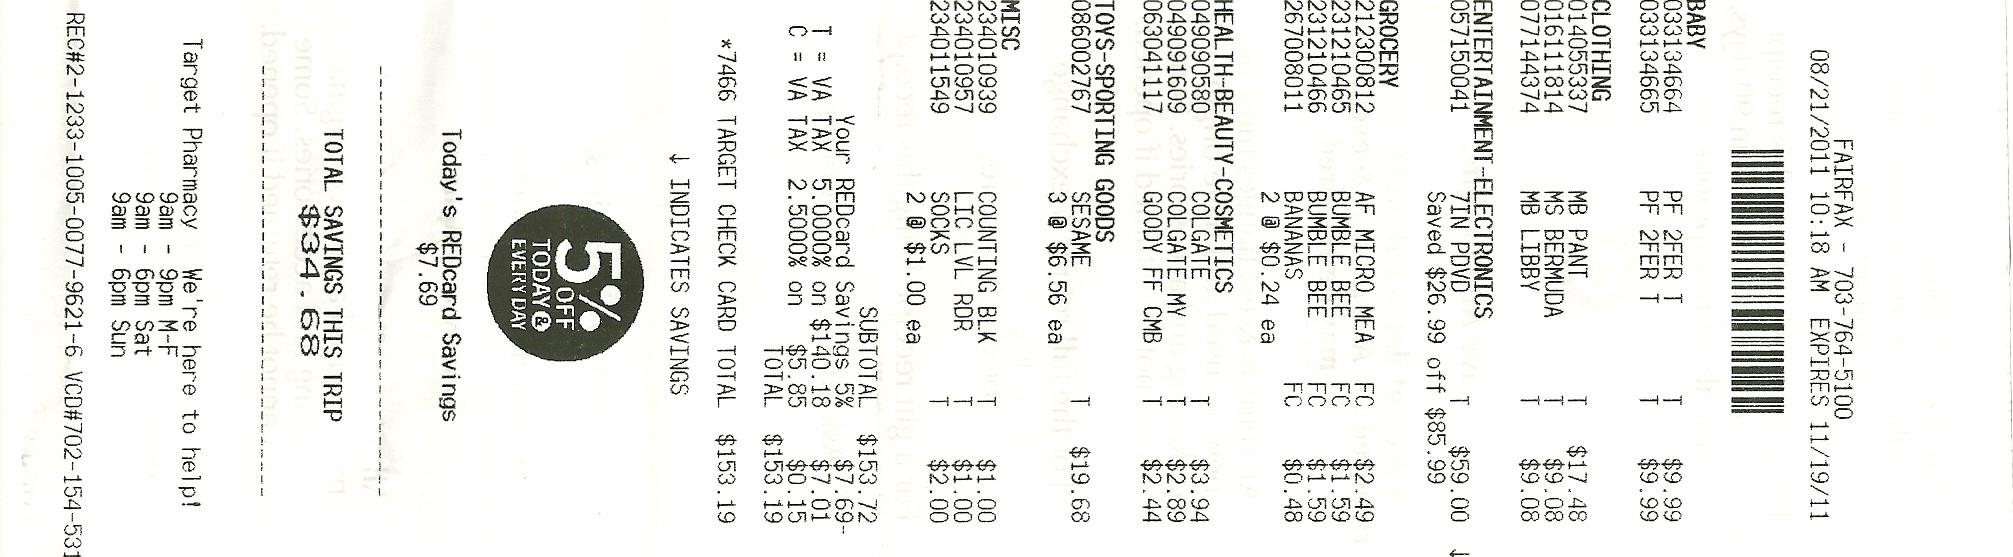 FAIRFAX - 703-764-5100
08/21/2011 10:18 AM EXPIRES 11/19/11
BABY
033134664 PF 2FER T T $9.99
033134665 PF 2FER T T $9.99
CLOTHING
014055337 MB PANT T $17.48
016111814 MS BERMUDA T $9.08
077144374 MB LIBBY T $9.08
ENTERTAINMENT-ELECTRONICS
057150041 7IN PDVD T $59.00 ↓
Saved $26.99 off $85.99
GROCERY
212300812 AF MICRO MEA FC $2.49
231210465 BUMBLE BEE FC $1.59
231210466 BUMBLE BEE FC $1.59
267008011 BANANAS FC $0.48
2 @ $0.24 ea
HEALTH-BEAUTY-COSMETICS
049090580 COLGATE T $3.94
049091609 COLGATE MY T $2.89
063041117 GOODY FF CMB T $2.44
TOYS-SPORTING GOODS
086002767 SESAME T $19.68
3 @ $6.56 ea
MISC
234010939 COUNTING BLK T $1.00
234010957 LIC LVL RDR T $1.00
234011549 SOCKS T $2.00
2 @ $1.00 ea
SUBTOTAL $153.72
Your REDcard Savings 5% $7.69-
T = VA TAX 5.0000% on $140.18 $7.01
C = VA TAX 2.5000% on $5.85 $0.15
TOTAL $153.19
*7466 TARGET CHECK CARD TOTAL $153.19
↓ INDICATES SAVINGS
5% OFF
TODAY &
EVERY DAY
Today's REDcard Savings
$7.69
TOTAL SAVINGS THIS TRIP
$34.68
Target Pharmacy We're here to help!
9am - 9pm M-F
9am - 6pm Sat
9am - 6pm Sun
REC#2-1233-1005-0077-9621-6 VCD#702-154-531